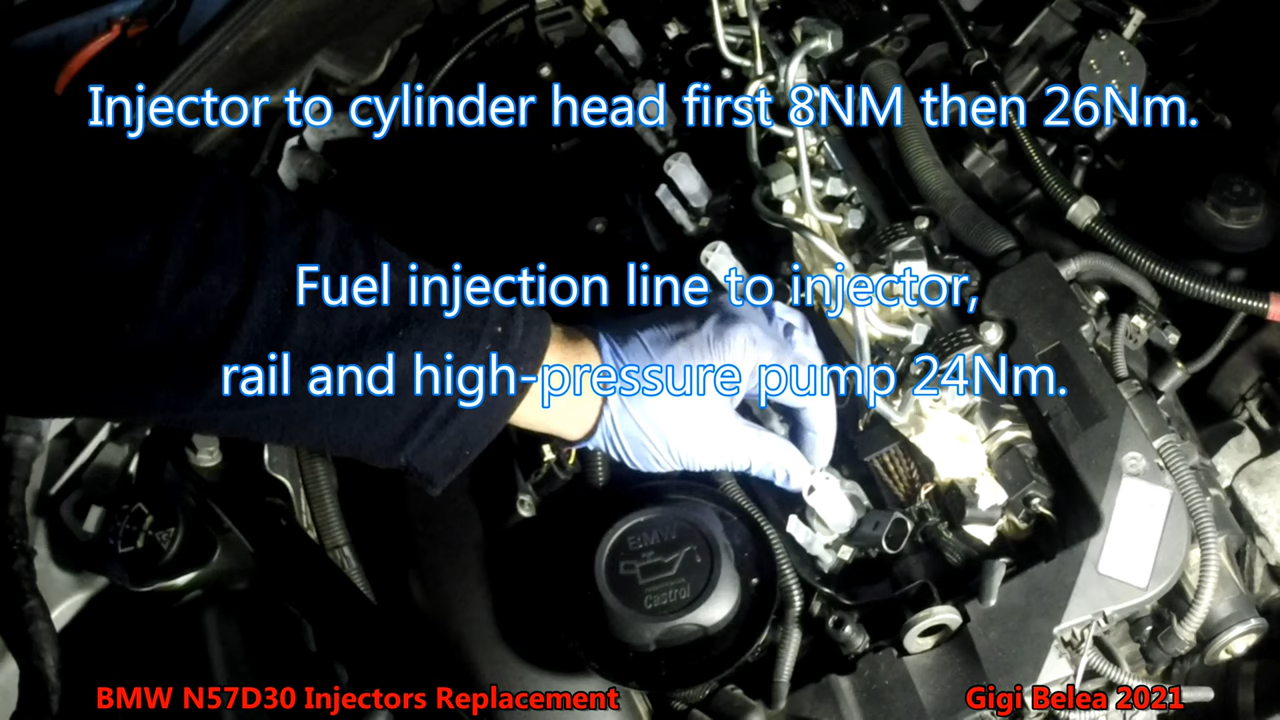 Injector to cylinder head first 8NM then 26Nm.
Fuel injection line to injector,
rail and high-pressure pump 24Nm.
BMW
Castrol
BMW N57D30 Injectors Replacement
Gigi Belea 2021